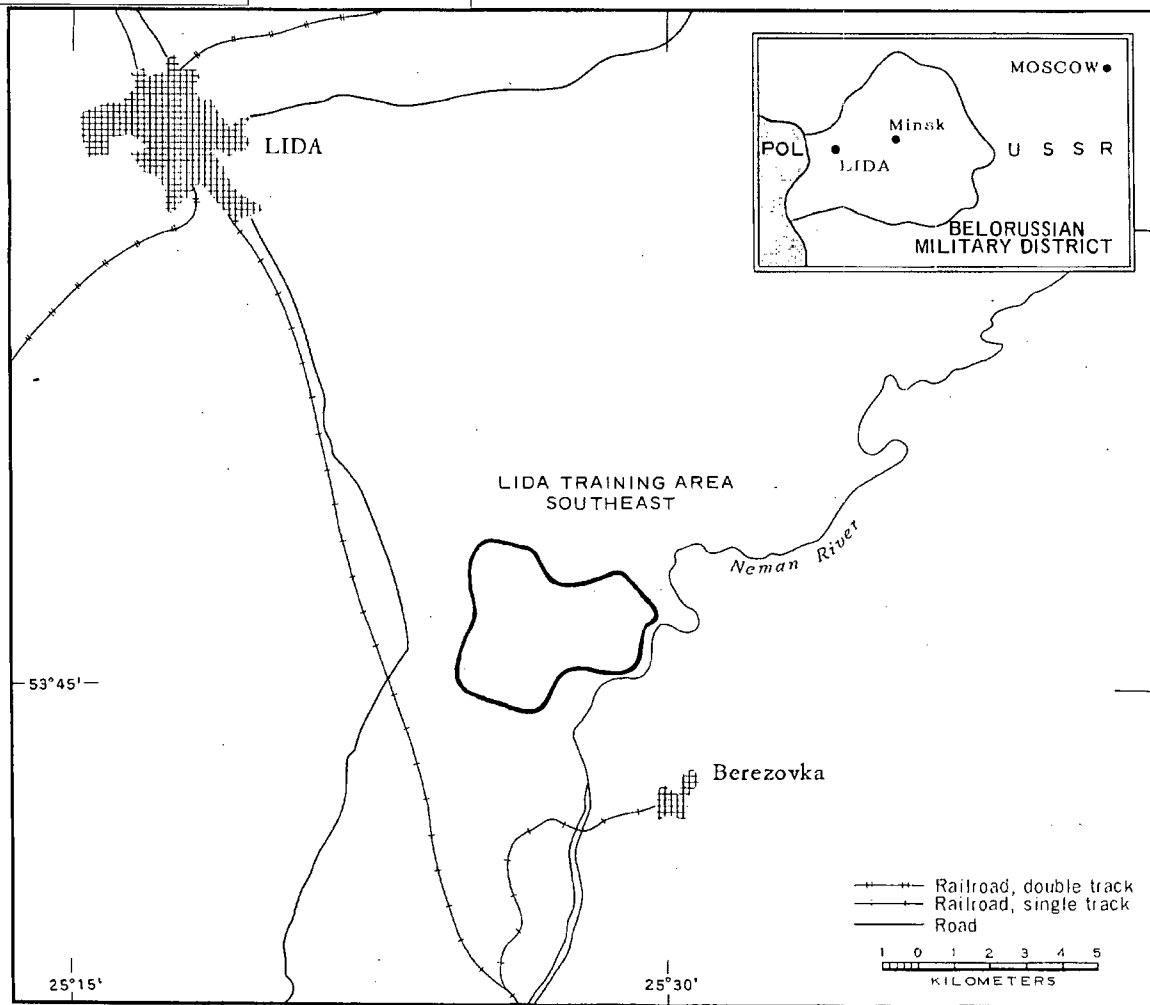 MOSCOW
Minsk
POL
LIDA
U S S R
BELORUSSIAN
MILITARY DISTRICT
LIDA
LIDA TRAINING AREA
SOUTHEAST
Neman River
53°45'
Berezovka
Railroad, double track
Railroad, single track
Road
1 0 1 2 3 4 5
KILOMETERS
25°15'
25°30'